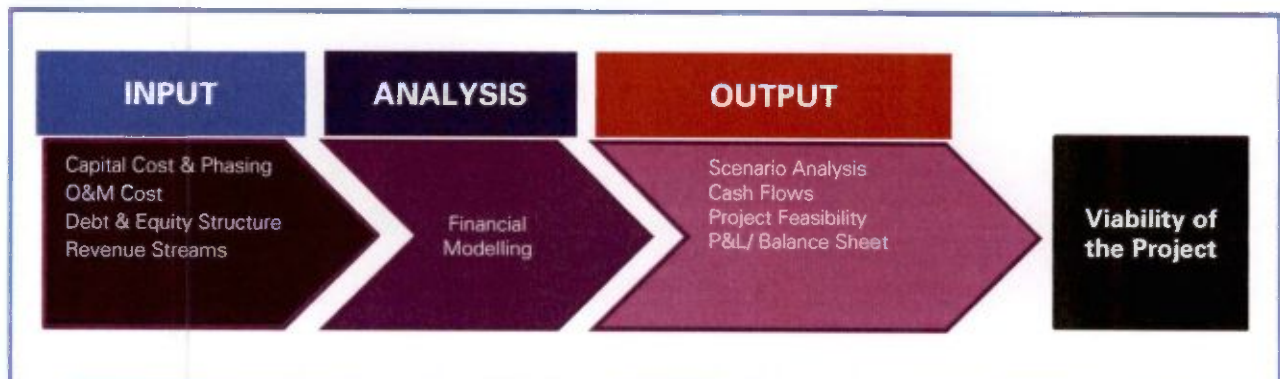 INPUT
Capital Cost & Phasing
O&M Cost
Debt & Equity Structure
Revenue Streams
ANALYSIS
Financial
Modelling
OUTPUT
Scenario Analysis
Cash Flows
Project Feasibility
P&L/ Balance Sheet
Viability of
the Project